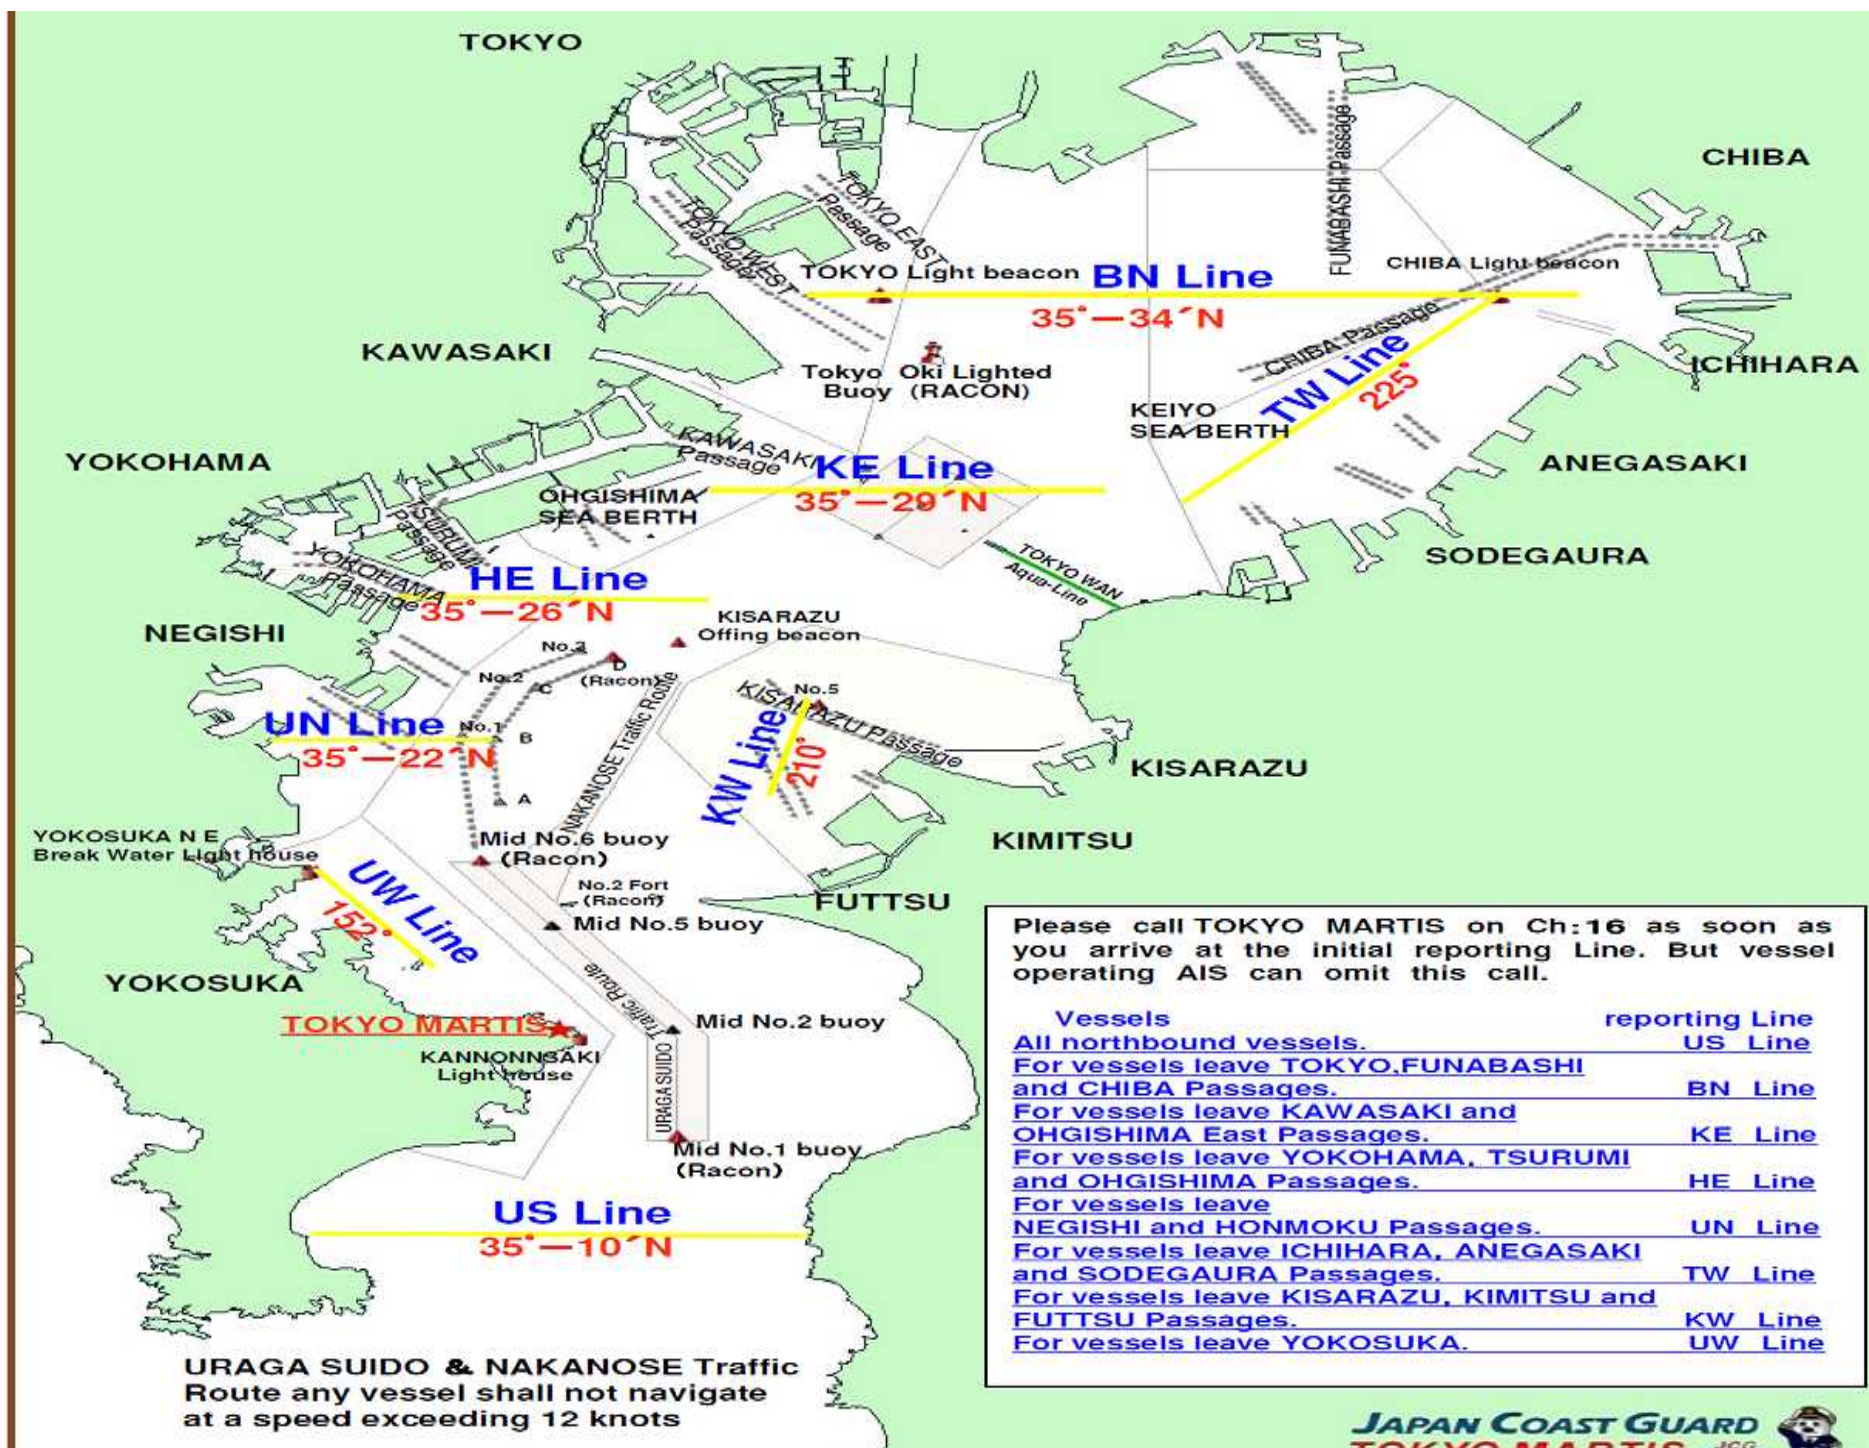 TOKYO
CHIBA
FUNABASHI Passage
TOKYO EAST
Passage
TOKYO WEST
Passage
TOKYO Light beacon
BN Line
35°—34´N
CHIBA Light beacon
CHIBA Passage
KAWASAKI
Tokyo Oki Lighted
Buoy (RACON)
TW Line
225°
ICHIHARA
KEIYO
SEA BERTH
YOKOHAMA
KAWASAKI
Passage
KE Line
35°—29´N
ANEGASAKI
OHGISHIMA
SEA BERTH
TSURUMI
Passage
YOKOHAMA
Passage
TOKYO WAN
Aqua-Line
SODEGAURA
HE Line
35°—26´N
NEGISHI
KISARAZU
Offing beacon
No.3
D
(Racon)
No.2
C
NAKANOSE Traffic Route
KISARAZU Passage
No.5
UN Line
35°—22´N
No.1
B
A
KW Line
210°
KISARAZU
YOKOSUKA N E
Break Water Light house
Mid No.6 buoy
(Racon)
KIMITSU
UW Line
152°
No.2 Fort
(Racon)
FUTTSU
Mid No.5 buoy
YOKOSUKA
URAGA SUIDO Traffic Route
TOKYO MARTIS
Mid No.2 buoy
KANNONNSAKI
Light house
Mid No.1 buoy
(Racon)
US Line
35°—10´N
URAGA SUIDO & NAKANOSE Traffic
Route any vessel shall not navigate
at a speed exceeding 12 knots
Please call TOKYO MARTIS on Ch:16 as soon as
you arrive at the initial reporting Line. But vessel
operating AIS can omit this call.
Vessels reporting Line
All northbound vessels. US Line
For vessels leave TOKYO,FUNABASHI
and CHIBA Passages. BN Line
For vessels leave KAWASAKI and
OHGISHIMA East Passages. KE Line
For vessels leave YOKOHAMA, TSURUMI
and OHGISHIMA Passages. HE Line
For vessels leave
NEGISHI and HONMOKU Passages. UN Line
For vessels leave ICHIHARA, ANEGASAKI
and SODEGAURA Passages. TW Line
For vessels leave KISARAZU, KIMITSU and
FUTTSU Passages. KW Line
For vessels leave YOKOSUKA. UW Line
JAPAN COAST GUARD
TOKYO MARTIS JCG